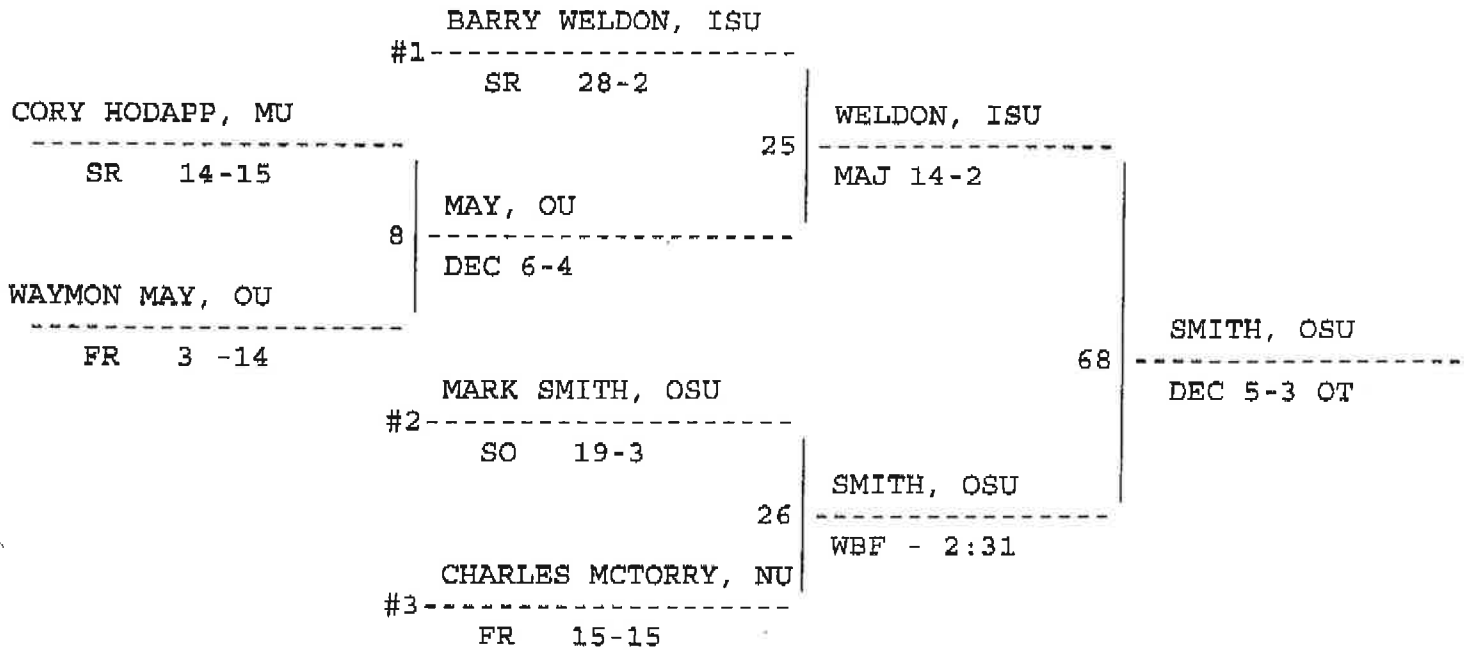 BARRY WELDON, ISU
#1
SR 28-2
CORY HODAPP, MU
WELDON, ISU
25
SR 14-15
MAJ 14-2
MAY, OU
8
DEC 6-4
WAYMON MAY, OU
SMITH, OSU
FR 3 -14
68
MARK SMITH, OSU
DEC 5-3 OT
#2
SO 19-3
SMITH, OSU
26
WBF - 2:31
CHARLES MCTORRY, NU
#3
FR 15-15